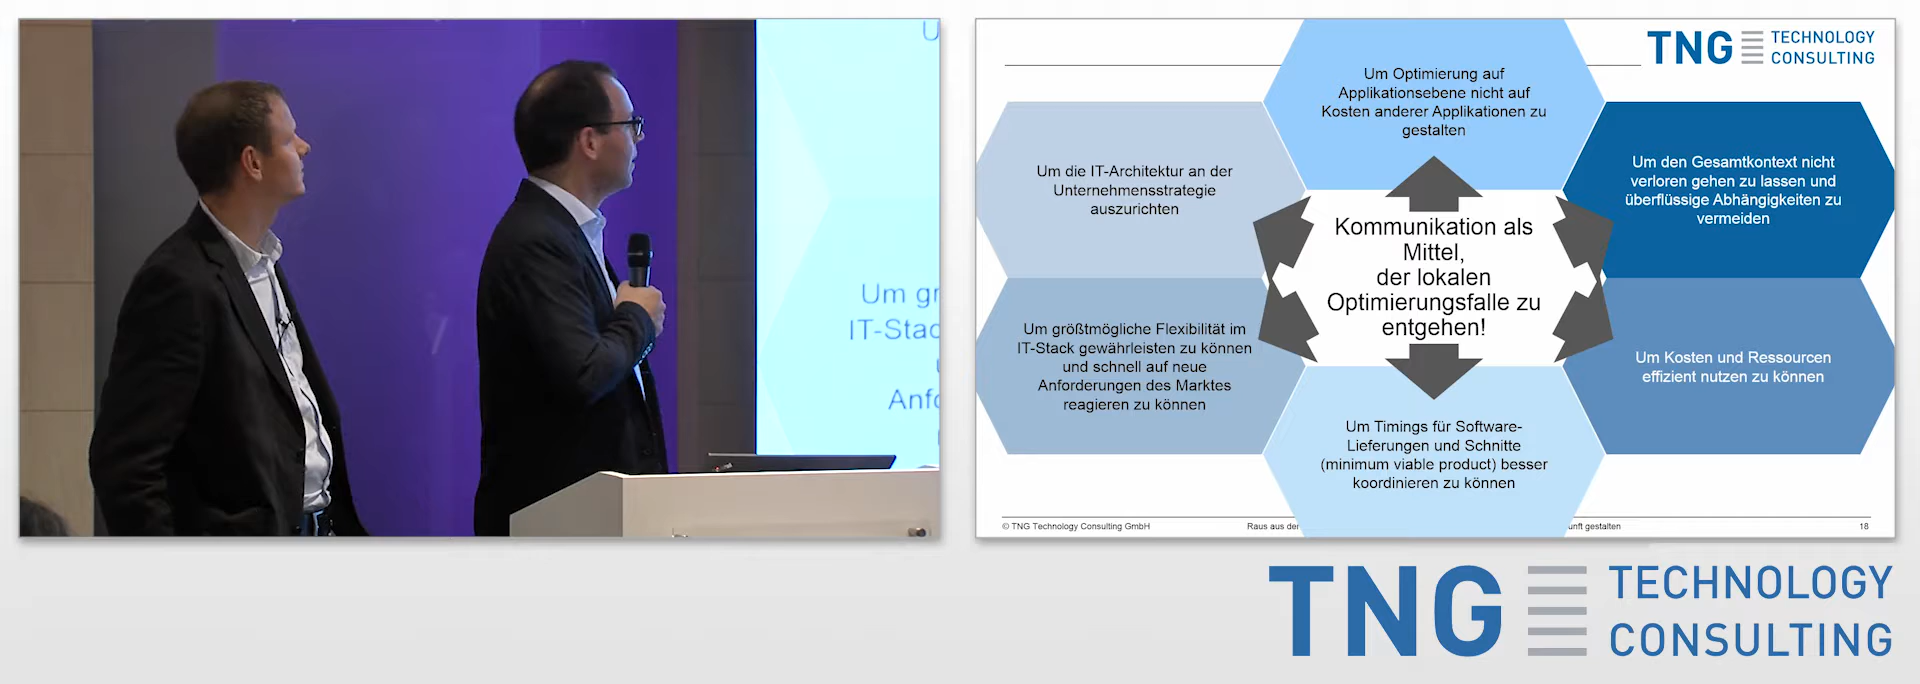 U
Um gr
IT-Stac
Anfo
TNG TECHNOLOGY
CONSULTING
Um Optimierung auf
Applikationsebene nicht auf
Kosten anderer Applikationen zu
gestalten
Um die IT-Architektur an der
Unternehmensstrategie
auszurichten
Um den Gesamtkontext nicht
verloren gehen zu lassen und
überflüssige Abhängigkeiten zu
vermeiden
Kommunikation als
Mittel,
der lokalen
Optimierungsfalle zu
entgehen!
Um größtmögliche Flexibilität im
IT-Stack gewährleisten zu können
und schnell auf neue
Anforderungen des Marktes
reagieren zu können
Um Kosten und Ressourcen
effizient nutzen zu können
Um Timings für Software-
Lieferungen und Schnitte
(minimum viable product) besser
koordinieren zu können
© TNG Technology Consulting GmbH
Raus aus der
unft gestalten
18
TNG TECHNOLOGY
CONSULTING